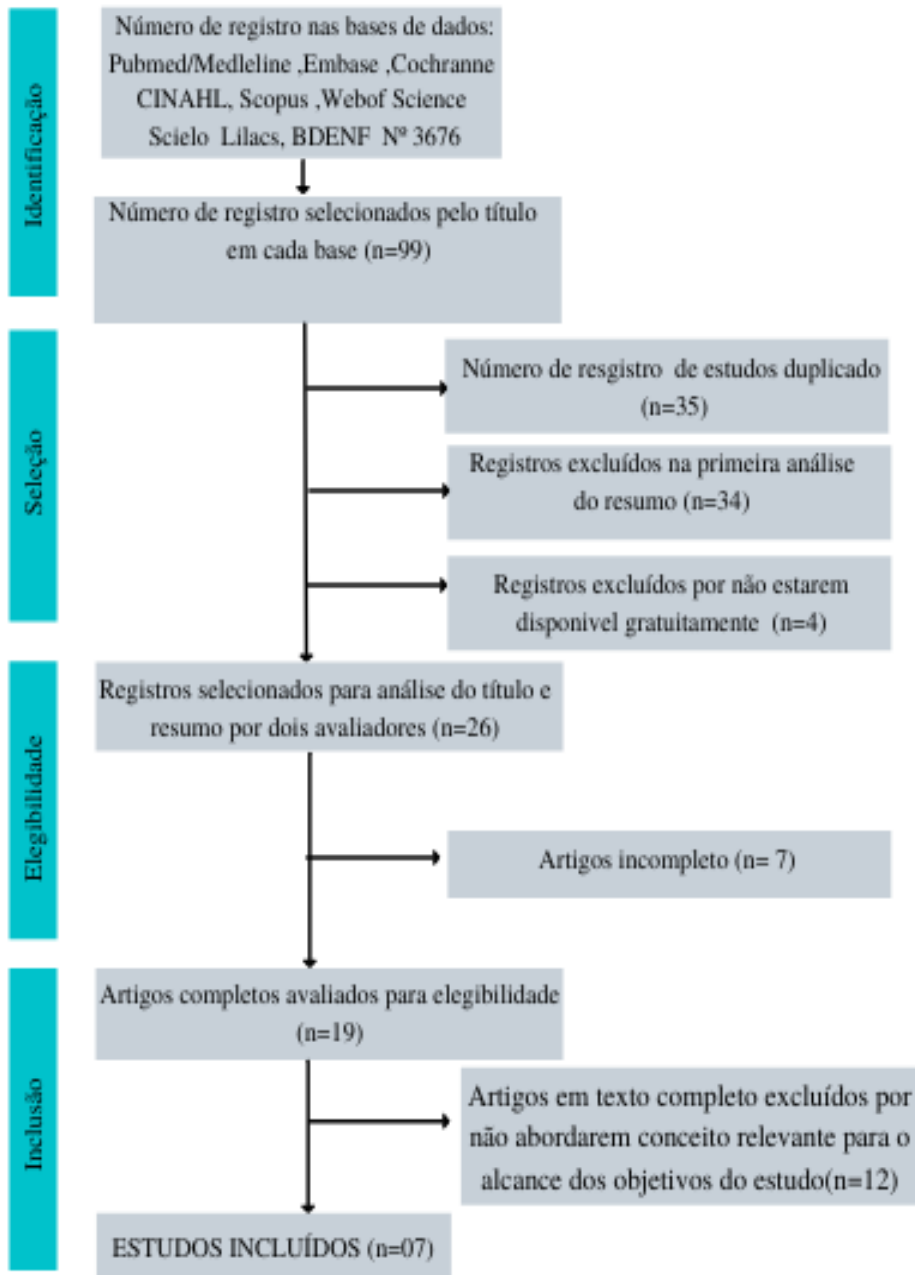 Identificação
Número de registro nas bases de dados:
Pubmed/Medleline ,Embase ,Cochranne
CINAHL, Scopus ,Webof Science
Scielo Lilacs, BDENF Nº 3676
Número de registro selecionados pelo título
em cada base (n=99)
Seleção
Número de resgistro de estudos duplicado
(n=35)
Registros excluídos na primeira análise
do resumo (n=34)
Registros excluídos por não estarem
disponivel gratuitamente (n=4)
Elegibilidade
Registros selecionados para análise do título e
resumo por dois avaliadores (n=26)
Artigos incompleto (n= 7)
Inclusão
Artigos completos avaliados para elegibilidade
(n=19)
Artigos em texto completo excluídos por
não abordarem conceito relevante para o
alcance dos objetivos do estudo(n=12)
ESTUDOS INCLUÍDOS (n=07)